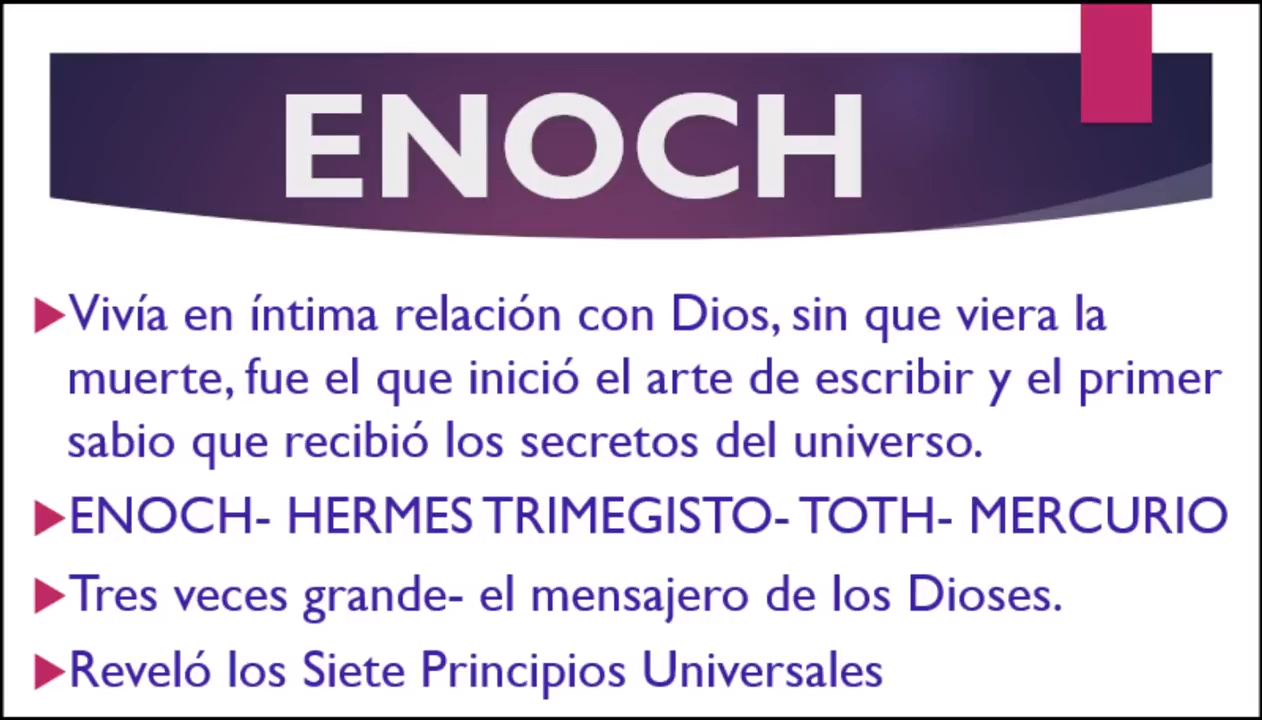 ENOCH
Vivía en íntima relación con Dios, sin que viera la
muerte, fue el que inició el arte de escribir y el primer
sabio que recibió los secretos del universo.
ENOCH- HERMES TRIMEGISTO- TOTH- MERCURIO
Tres veces grande- el mensajero de los Dioses.
Reveló los Siete Principios Universales